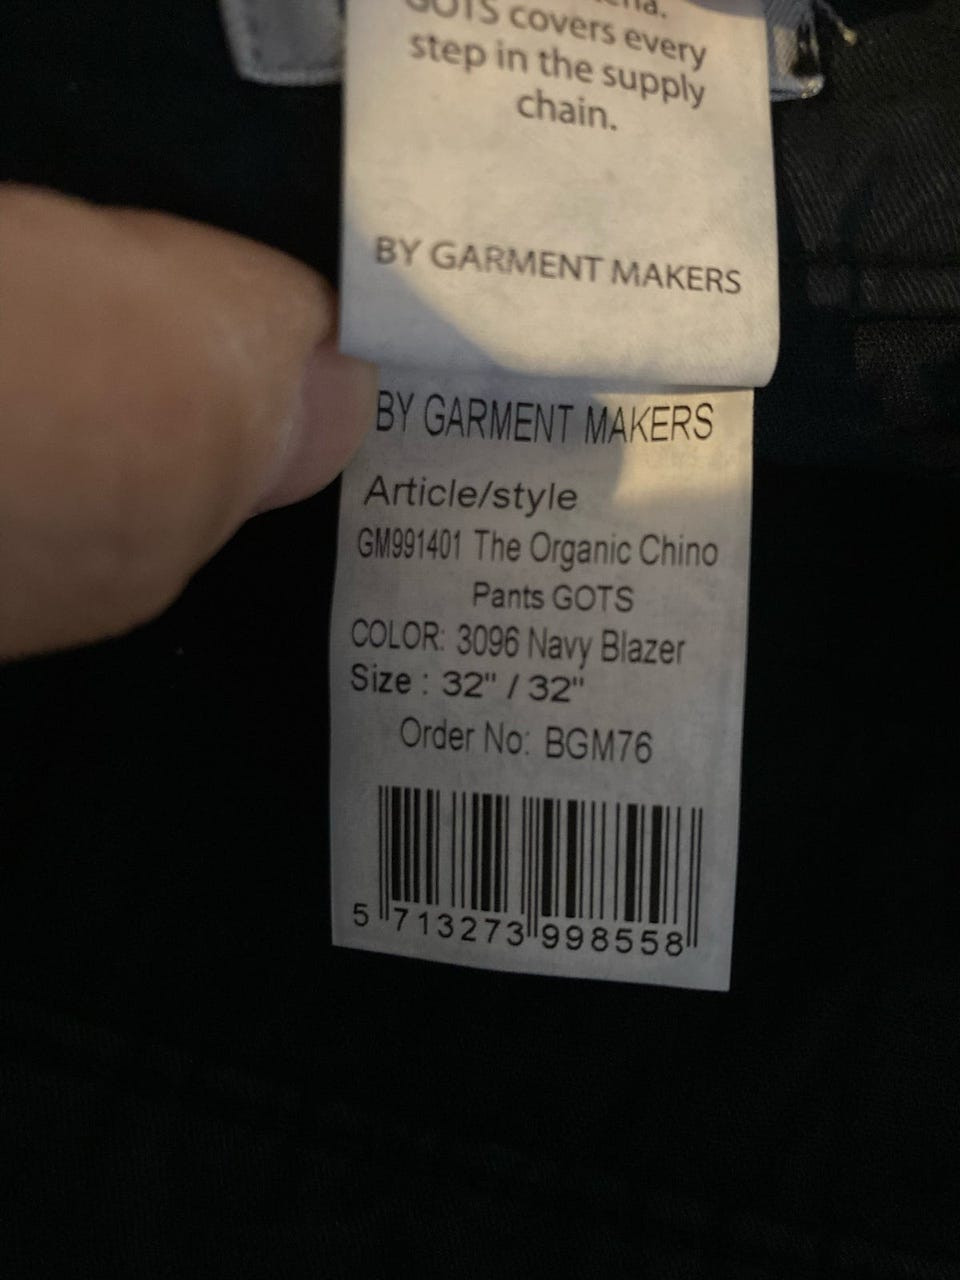 GOTS covers every
step in the supply
chain.
BY GARMENT MAKERS
BY GARMENT MAKERS
Article/style
GM991401 The Organic Chino
Pants GOTS
COLOR: 3096 Navy Blazer
Size : 32" / 32"
Order No: BGM76
5 713273 998558